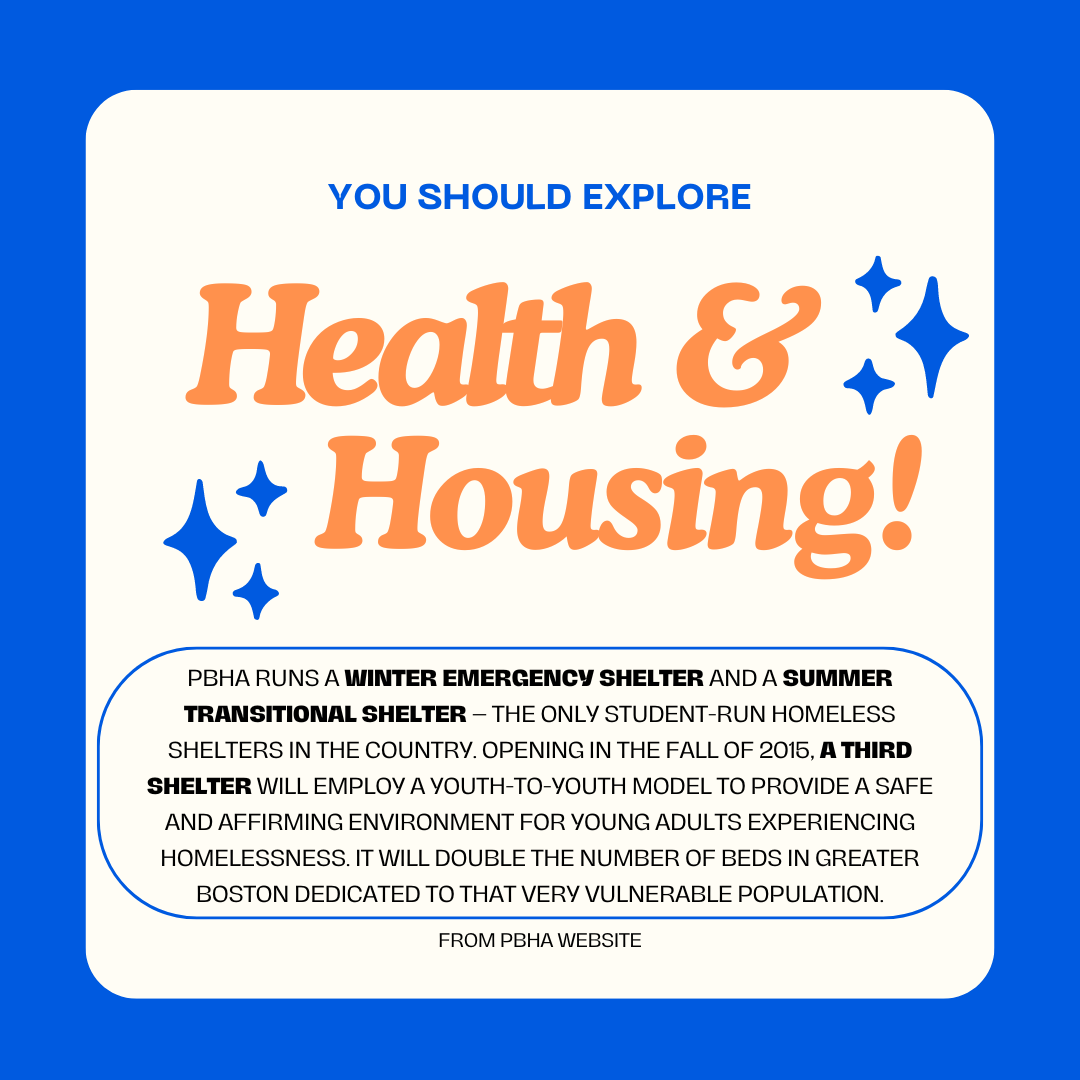 YOU SHOULD EXPLORE
Health &
Housing!
PBHA RUNS A WINTER EMERGENCY SHELTER AND A SUMMER
TRANSITIONAL SHELTER – THE ONLY STUDENT-RUN HOMELESS
SHELTERS IN THE COUNTRY. OPENING IN THE FALL OF 2015, A THIRD
SHELTER WILL EMPLOY A YOUTH-TO-YOUTH MODEL TO PROVIDE A SAFE
AND AFFIRMING ENVIRONMENT FOR YOUNG ADULTS EXPERIENCING
HOMELESSNESS. IT WILL DOUBLE THE NUMBER OF BEDS IN GREATER
BOSTON DEDICATED TO THAT VERY VULNERABLE POPULATION.
FROM PBHA WEBSITE